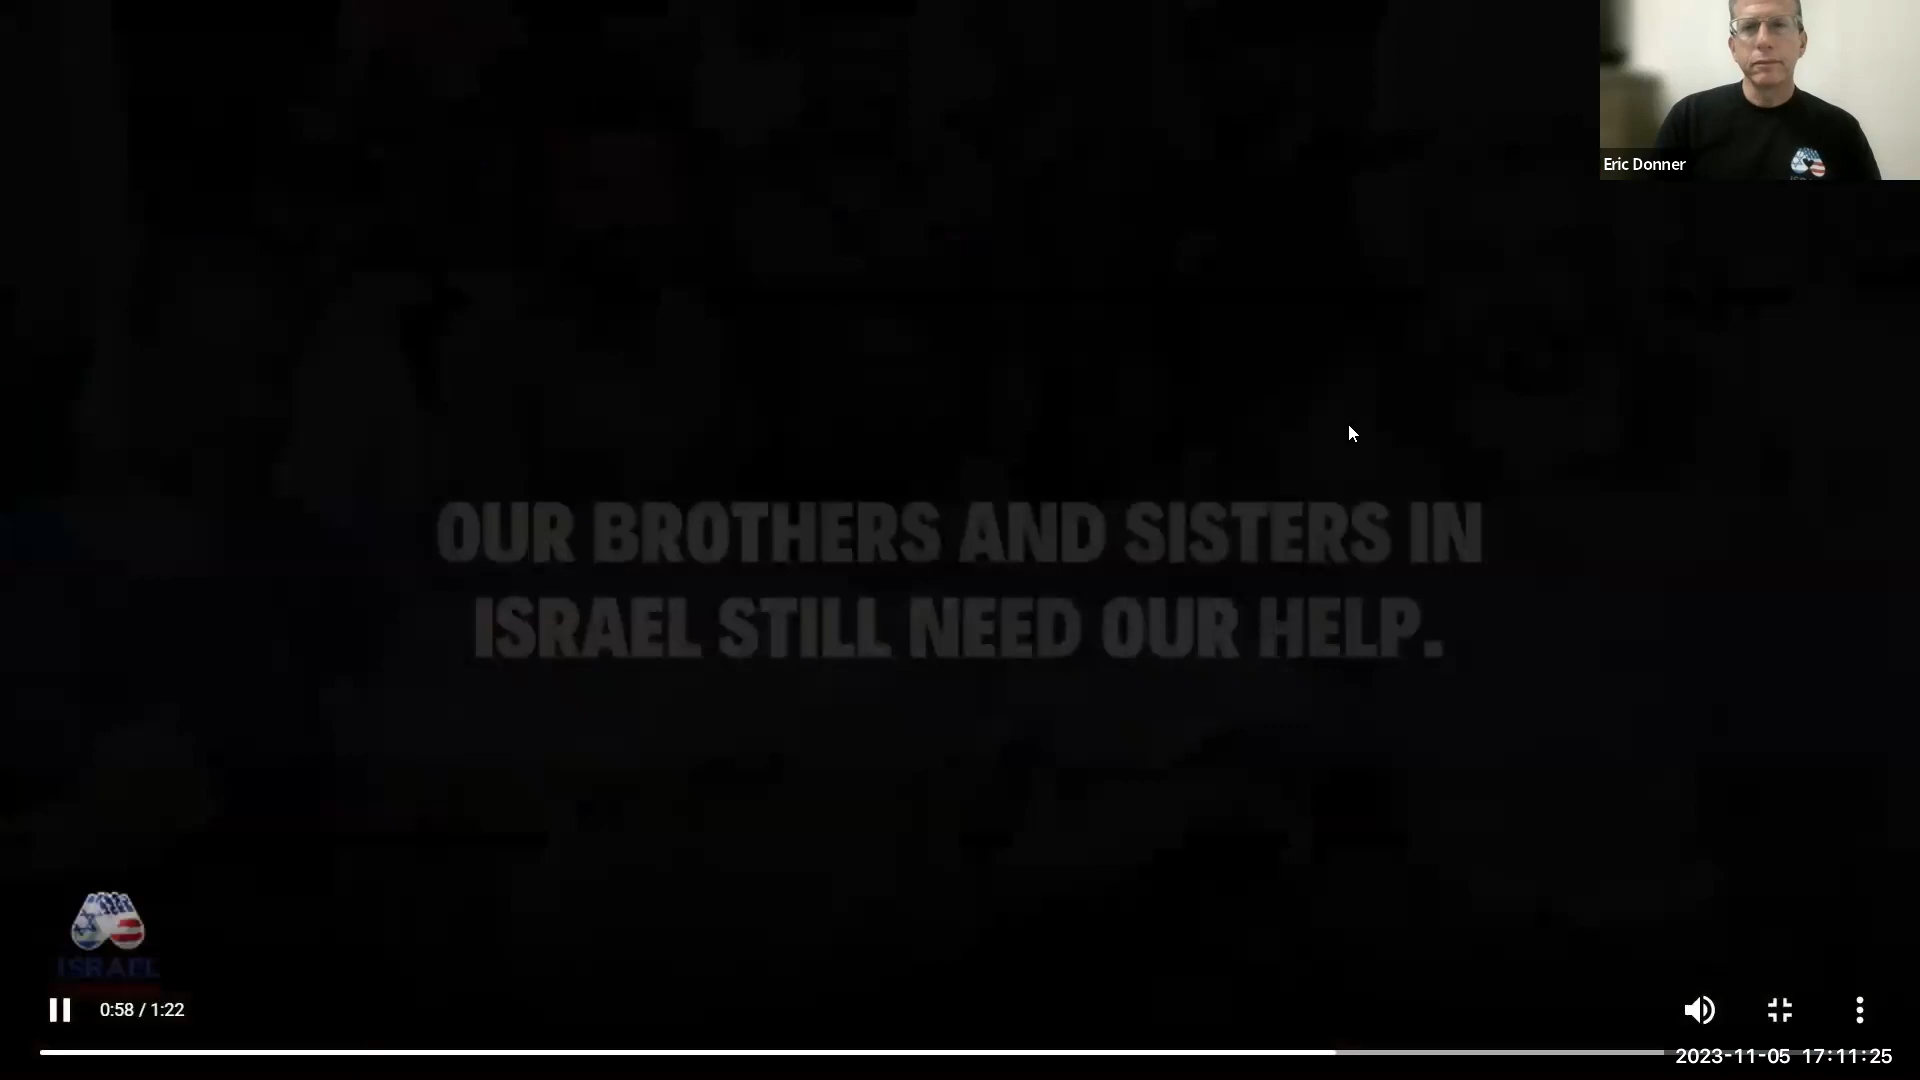 Eric Donner
OUR BROTHERS AND SISTERS IN
ISRAEL STILL NEED OUR HELP.
ISRAEL
0:58 / 1:22
2023-11-05 17:11:25